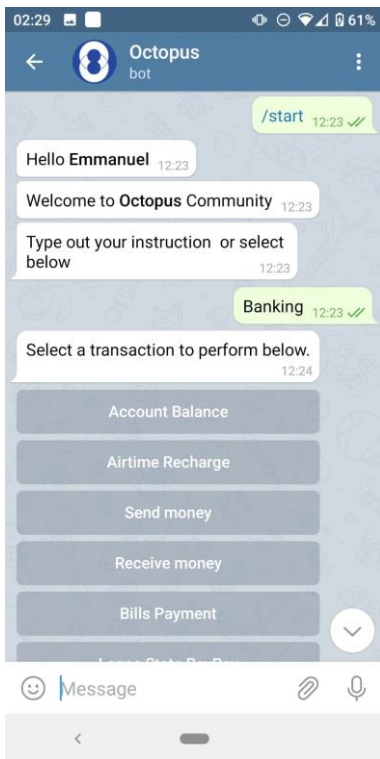 02:29 61%
Octopus
bot
/start 12:23
Hello Emmanuel 12:23
Welcome to Octopus Community 12:23
Type out your instruction or select
below 12:23
Banking 12:23
Select a transaction to perform below.
12:24
Account Balance
Airtime Recharge
Send money
Receive money
Bills Payment
Message